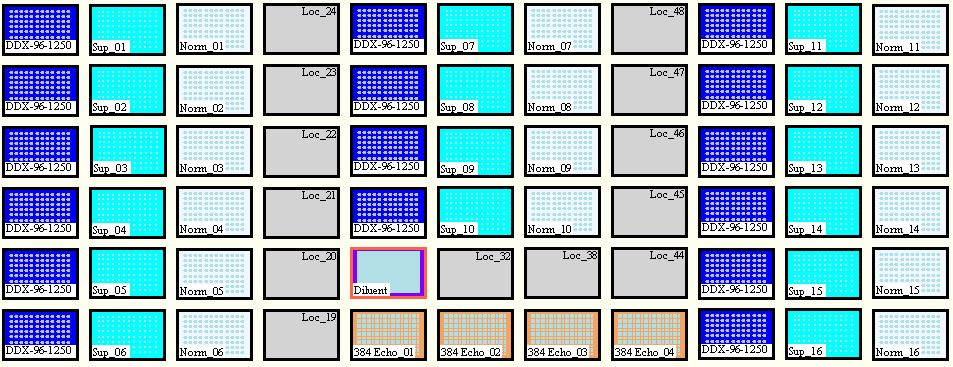 DDX-96-1250 Sup_01 Norm_01 Loc_24 DDX-96-1250 Sup_07 Norm_07 Loc_48 DDX-96-1250 Sup_11 Norm_11
DDX-96-1250 Sup_02 Norm_02 Loc_23 DDX-96-1250 Sup_08 Norm_08 Loc_47 DDX-96-1250 Sup_12 Norm_12
DDX-96-1250 Sup_03 Norm_03 Loc_22 DDX-96-1250 Sup_09 Norm_09 Loc_46 DDX-96-1250 Sup_13 Norm_13
DDX-96-1250 Sup_04 Norm_04 Loc_21 DDX-96-1250 Sup_10 Norm_10 Loc_45 DDX-96-1250 Sup_14 Norm_14
DDX-96-1250 Sup_05 Norm_05 Loc_20 Diluent Loc_32 Loc_38 Loc_44 DDX-96-1250 Sup_15 Norm_15
DDX-96-1250 Sup_06 Norm_06 Loc_19 384 Echo_01 384 Echo_02 384 Echo_03 384 Echo_04 DDX-96-1250 Sup_16 Norm_16